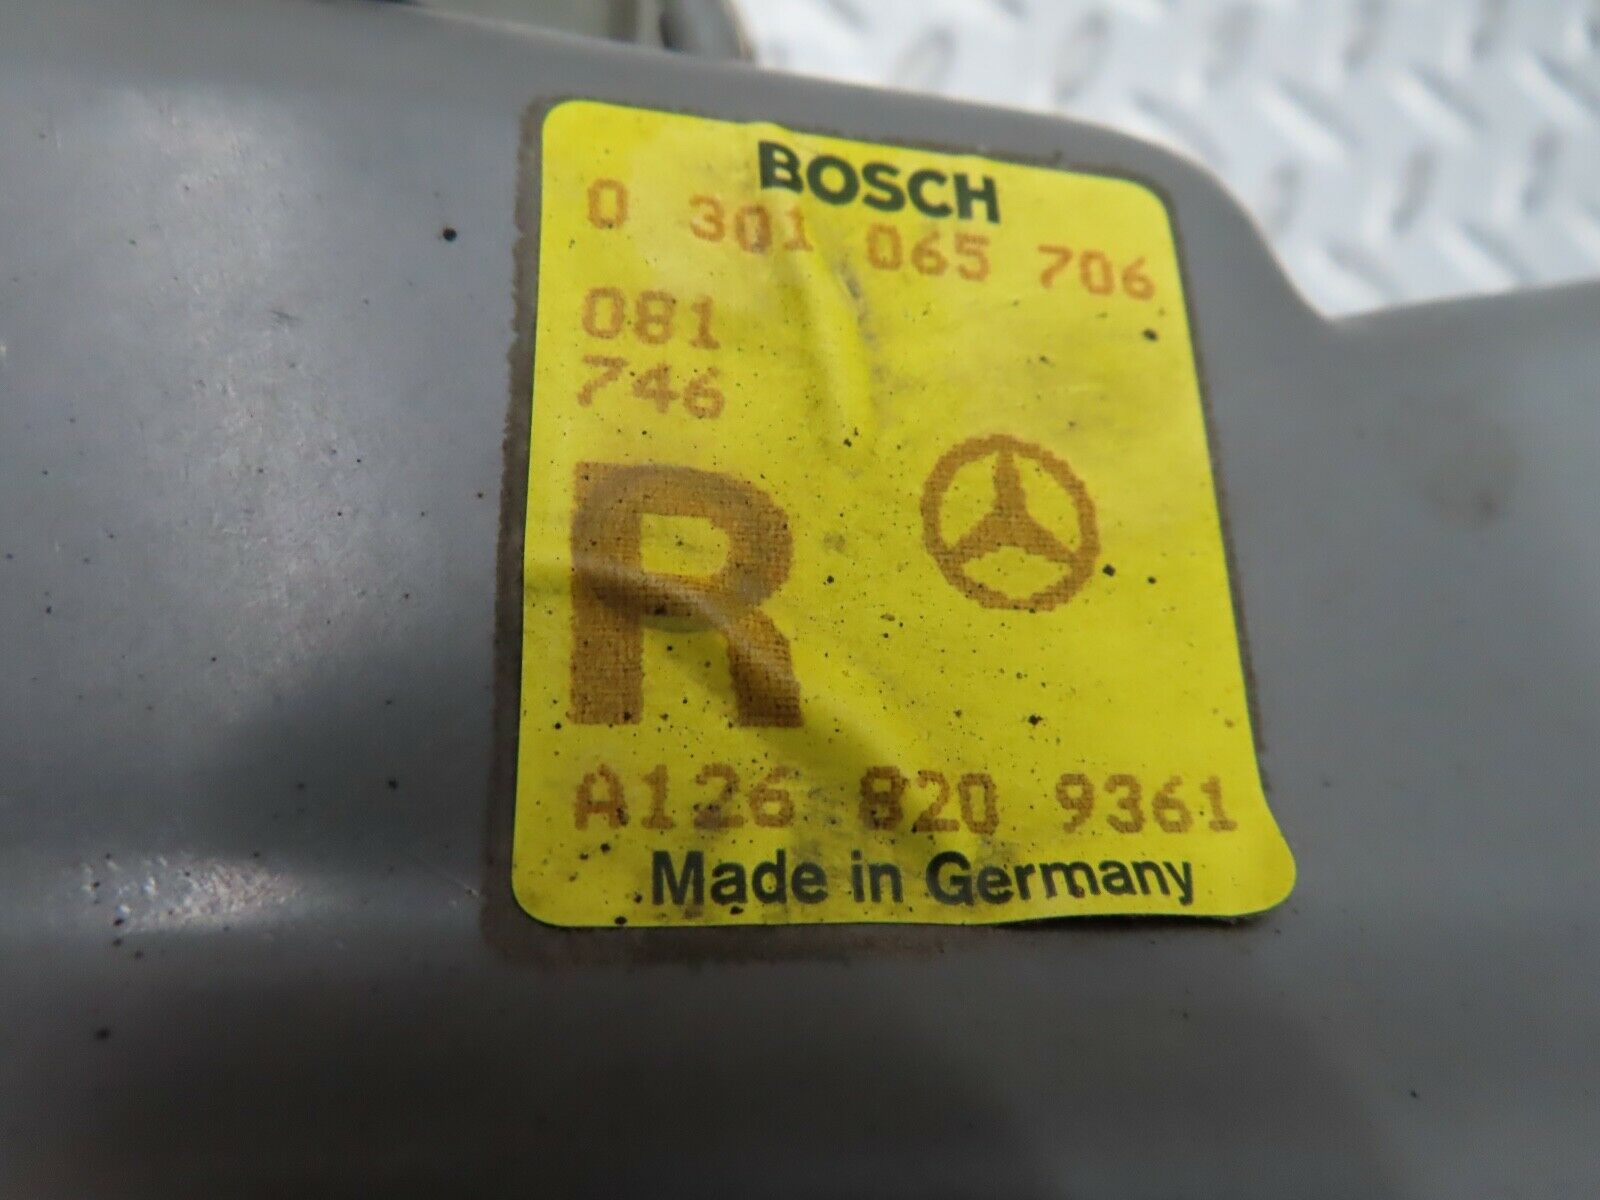 BOSCH
0 301 065 706
081
746
R
A126 820 9361
Made in Germany